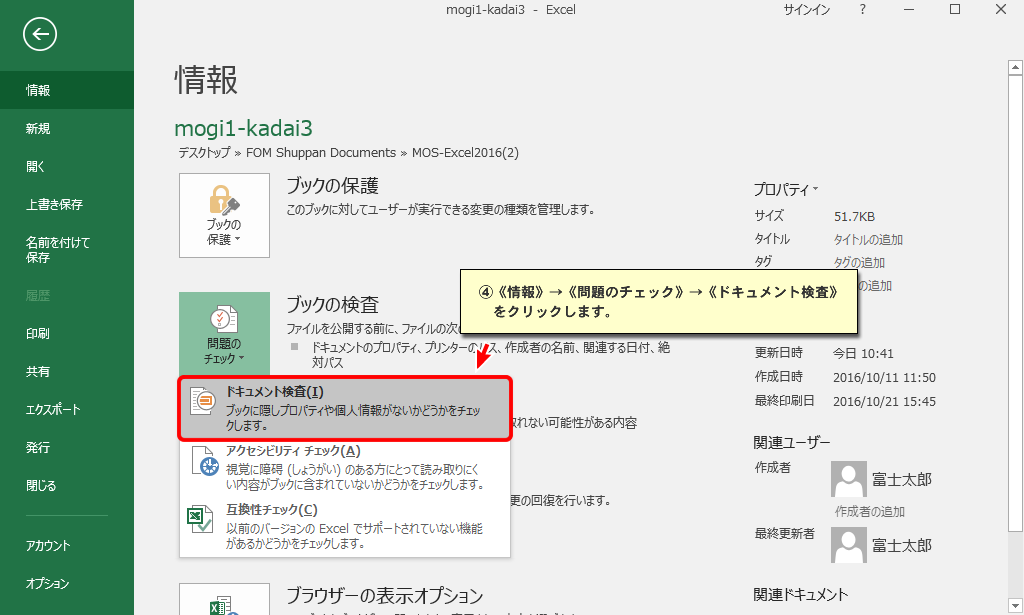 mogi1-kadai3 - Excel
サインイン
?
情報
新規
開く
上書き保存
名前を付けて
保存
履歴
印刷
共有
エクスポート
発行
閉じる
アカウント
オプション
情報
mogi1-kadai3
デスクトップ » FOM Shuppan Documents » MOS-Excel2016(2)
ブックの
保護
ブックの保護
このブックに対してユーザーが実行できる変更の種類を管理します。
問題の
チェック
ブックの検査
ファイルを公開する前に、ファイルの次
ドキュメントのプロパティ、プリンターのパス、作成者の名前、関連する日付、絶
対パス
④《情報》→《問題のチェック》→《ドキュメント検査》
をクリックします。
ドキュメント検査(I)
ブックに隠しプロパティや個人情報がないかどうかをチェッ
クします。
取れない可能性がある内容
アクセシビリティ チェック(A)
視覚に障碍 (しょうがい) のある方にとって読み取りにく
い内容がブックに含まれていないかどうかをチェックします。
互換性チェック(C)
以前のバージョンの Excel でサポートされていない機能
があるかどうかをチェックします。
更の回復を行います。
ブラウザーの表示オプション
プロパティ
サイズ 51.7KB
タイトル タイトルの追加
タグ タグの追加
の追加
更新日時 今日 10:41
作成日時 2016/10/11 11:50
最終印刷日 2016/10/21 15:45
関連ユーザー
作成者 富士太郎
作成者の追加
最終更新者 富士太郎
関連ドキュメント